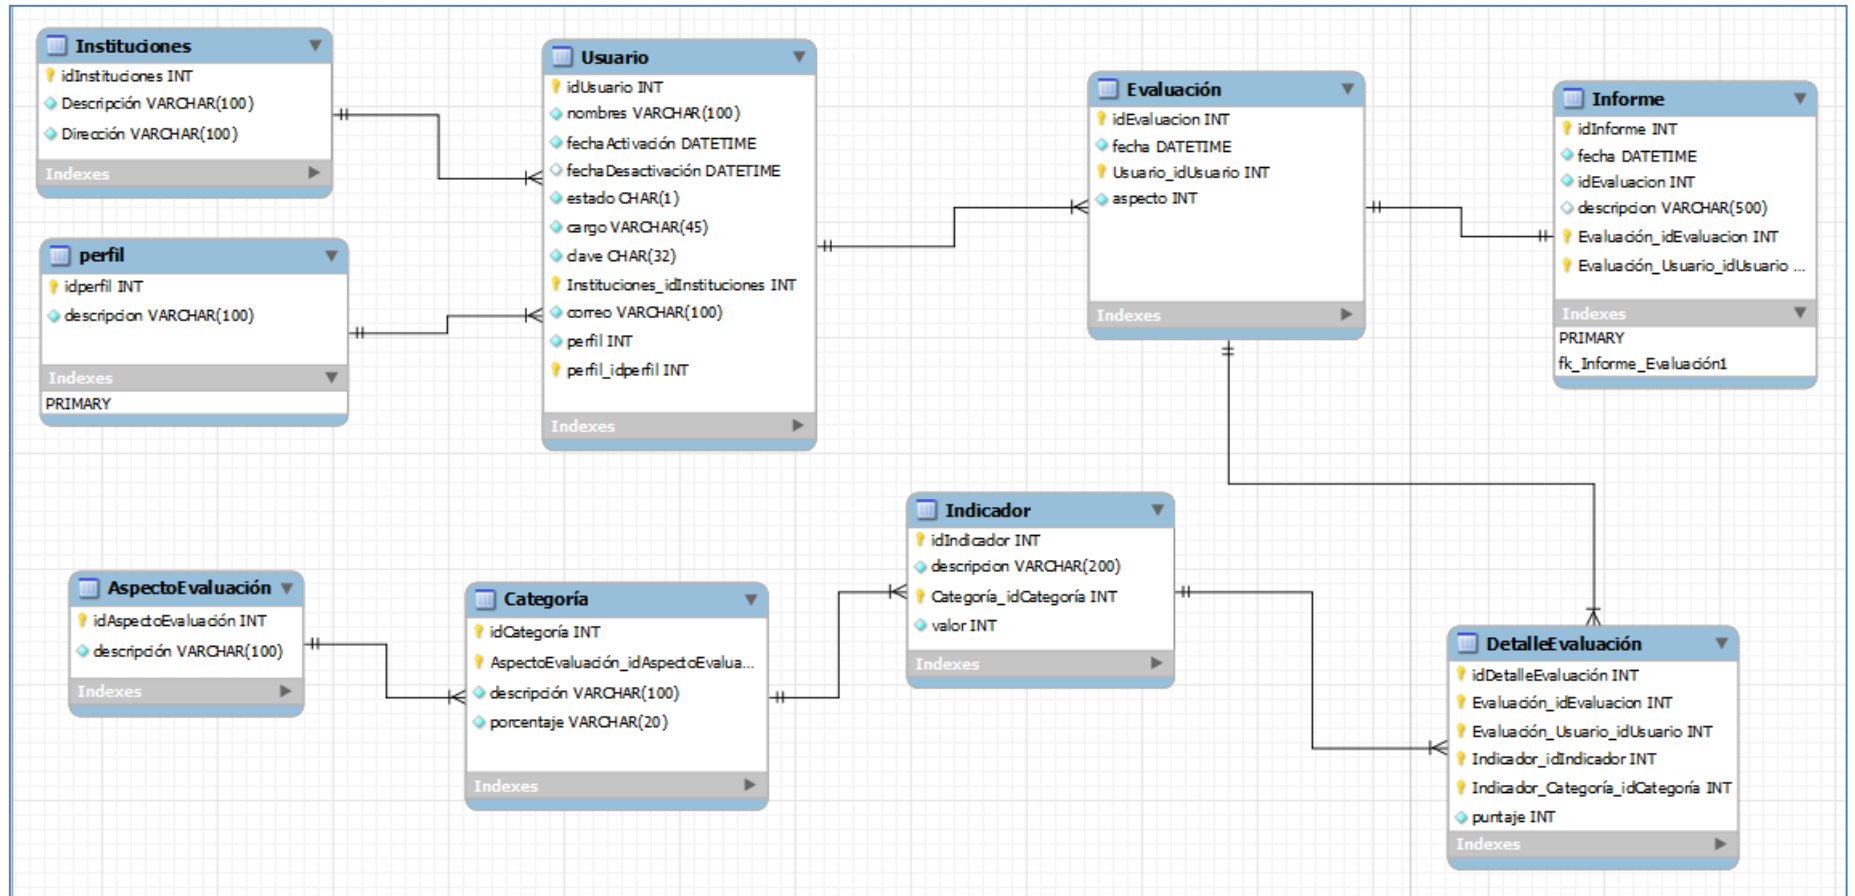 Instituciones
idInstituciones INT
Descripción VARCHAR(100)
Dirección VARCHAR(100)
Indexes
perfil
idperfil INT
descripcion VARCHAR(100)
Indexes
PRIMARY
Usuario
idUsuario INT
nombres VARCHAR(100)
fechaActivación DATETIME
fechaDesactivación DATETIME
estado CHAR(1)
cargo VARCHAR(45)
clave CHAR(32)
Instituciones_idInstituciones INT
correo VARCHAR(100)
perfil INT
perfil_idperfil INT
Indexes
Evaluación
idEvaluacion INT
fecha DATETIME
Usuario_idUsuario INT
aspecto INT
Indexes
Informe
idInforme INT
fecha DATETIME
idEvaluacion INT
descripcion VARCHAR(500)
Evaluación_idEvaluacion INT
Evaluación_Usuario_idUsuario ...
Indexes
PRIMARY
fk_Informe_Evaluación1
AspectoEvaluación
idAspectoEvaluación INT
descripción VARCHAR(100)
Indexes
Categoría
idCategoría INT
AspectoEvaluación_idAspectoEvalua...
descripción VARCHAR(100)
porcentaje VARCHAR(20)
Indexes
Indicador
idIndicador INT
descripcion VARCHAR(200)
Categoría_idCategoría INT
valor INT
Indexes
DetalleEvaluación
idDetalleEvaluación INT
Evaluación_idEvaluacion INT
Evaluación_Usuario_idUsuario INT
Indicador_idIndicador INT
Indicador_Categoría_idCategoría INT
puntaje INT
Indexes